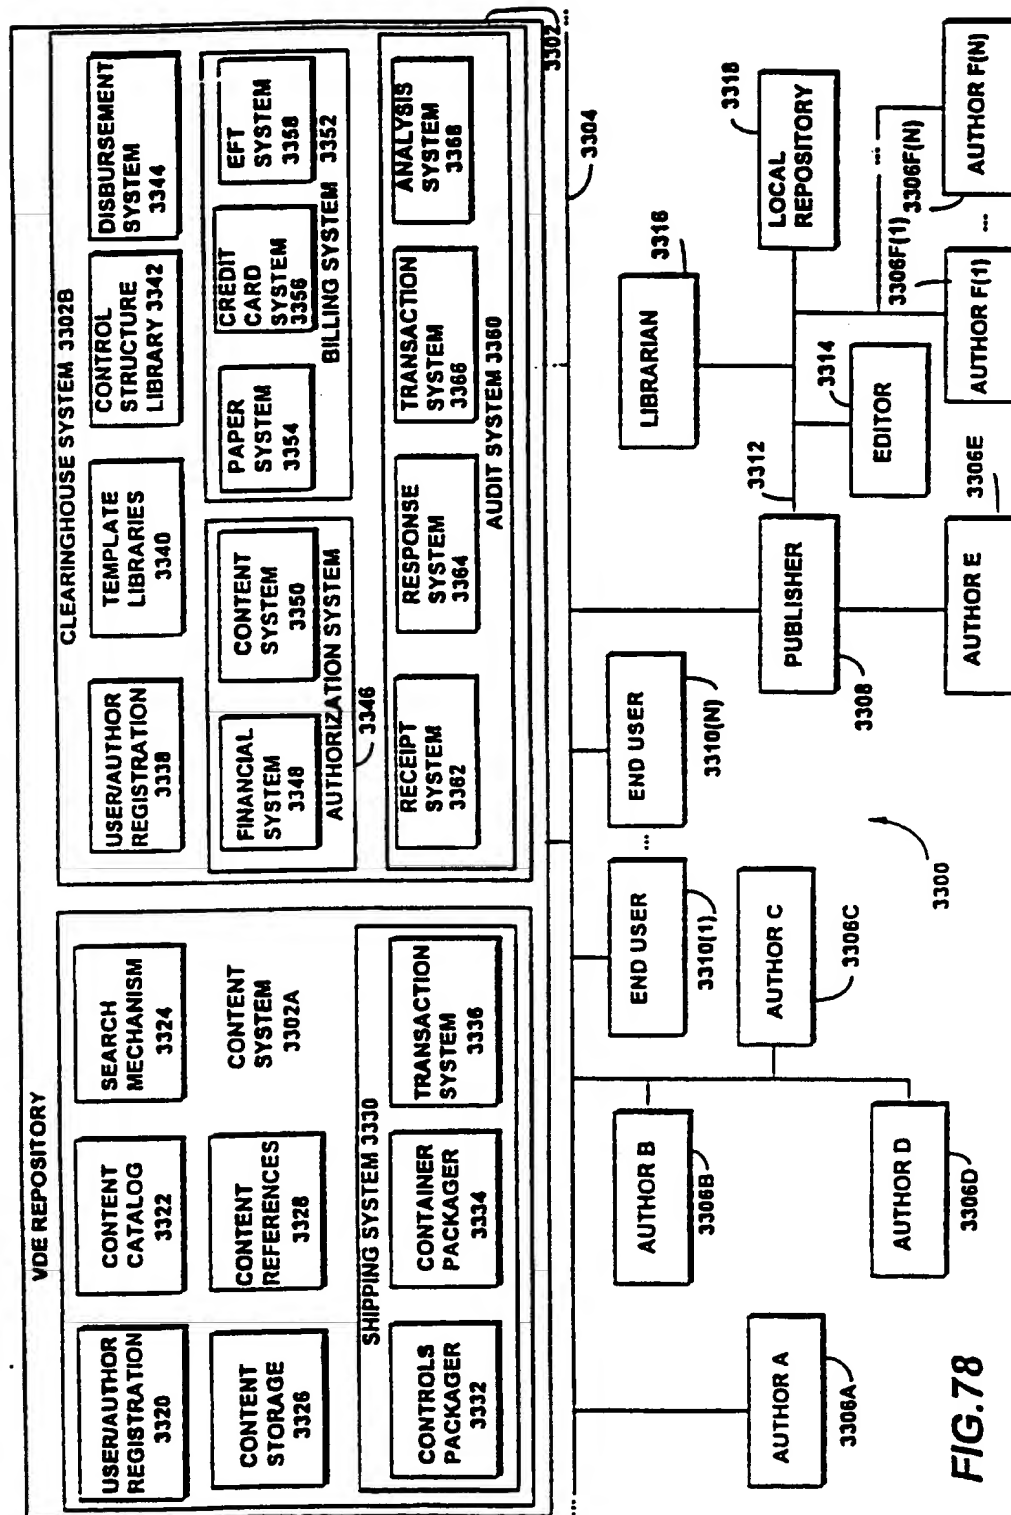 VDE REPOSITORY
3302
USER/AUTHOR
REGISTRATION
3320
CONTENT
CATALOG
3322
SEARCH
MECHANISM
3324
CONTENT
STORAGE
3326
CONTENT
REFERENCES
3328
CONTENT
SYSTEM
3302A
SHIPPING SYSTEM 3330
CONTROLS
PACKAGER
3332
CONTAINER
PACKAGER
3334
TRANSACTION
SYSTEM
3336
CLEARINGHOUSE SYSTEM 3302B
USER/AUTHOR
REGISTRATION
3338
TEMPLATE
LIBRARIES
3340
CONTROL
STRUCTURE
LIBRARY 3342
DISBURSEMENT
SYSTEM
3344
FINANCIAL
SYSTEM
3348
CONTENT
SYSTEM
3350
AUTHORIZATION SYSTEM
3346
PAPER
SYSTEM
3354
CREDIT
CARD
SYSTEM
3356
EFT
SYSTEM
3358
BILLING SYSTEM 3352
RECEIPT
SYSTEM
3362
RESPONSE
SYSTEM
3364
TRANSACTION
SYSTEM
3366
ANALYSIS
SYSTEM
3368
AUDIT SYSTEM 3360
...
...
3304
AUTHOR A
3306A
AUTHOR B
3306B
AUTHOR C
3306C
AUTHOR D
3306D
END USER
3310(1)
...
END USER
3310(N)
PUBLISHER
3308
3312
LIBRARIAN
3316
LOCAL
REPOSITORY
3318
EDITOR
3314
AUTHOR E
3306E
AUTHOR F(1)
3306F(1)
...
...
AUTHOR F(N)
3306F(N)
3300
FIG.78